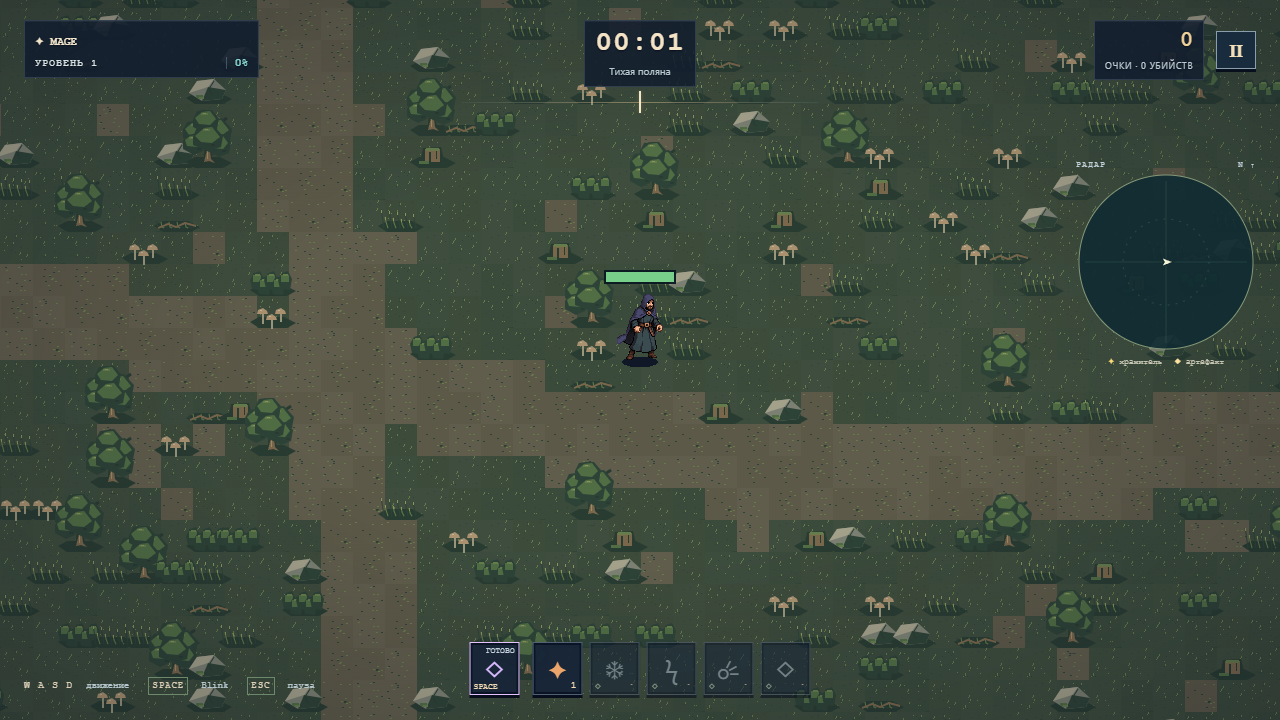 ✦ MAGE
УРОВЕНЬ 1
0%
00:01
Тихая поляна
0
ОЧКИ · 0 УБИЙСТВ
II
РАДАР
N ↑
✦ хранитель ◆ артефакт
ГОТОВО
SPACE
1
W A S D движение SPACE Blink ESC пауза